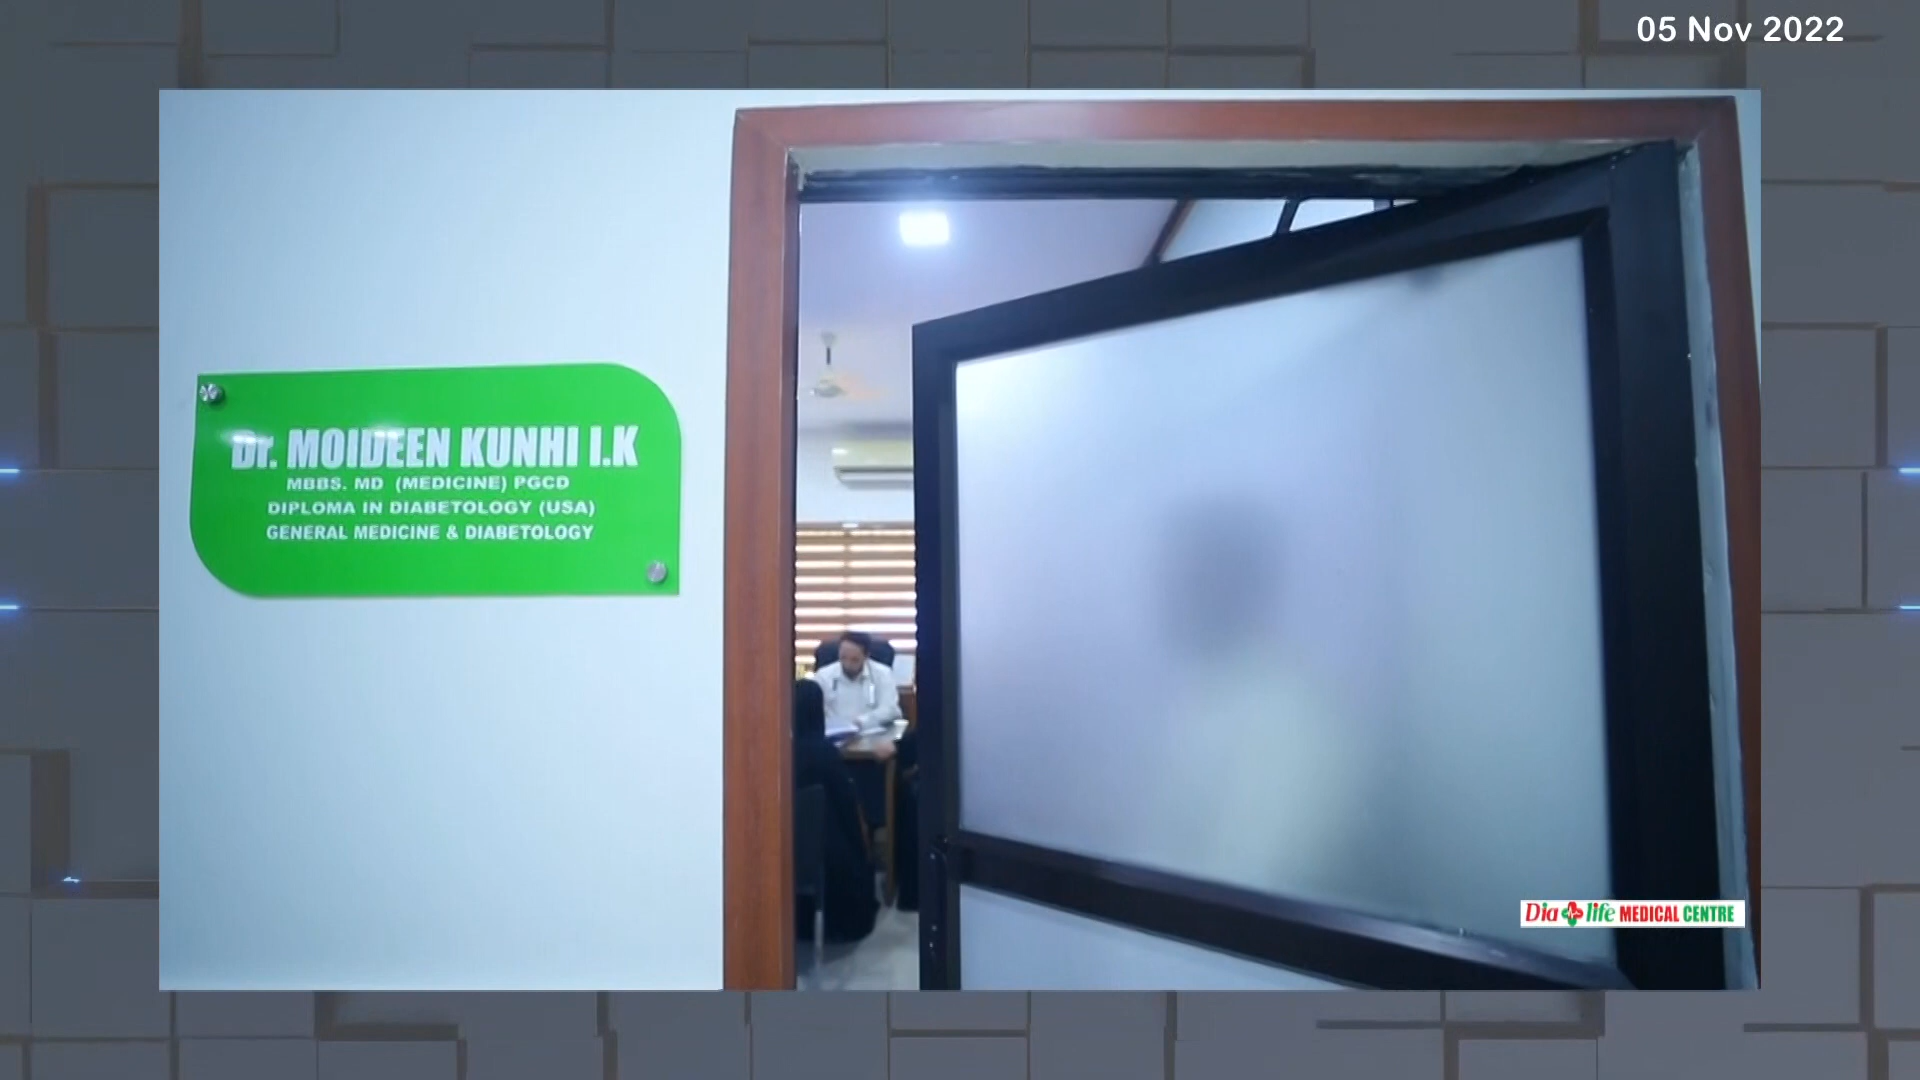 05 Nov 2022
Dr. MOIDEEN KUNHI I.K
MBBS. MD (MEDICINE) PGCD
DIPLOMA IN DIABETOLOGY (USA)
GENERAL MEDICINE & DIABETOLOGY
Dia life MEDICAL CENTRE